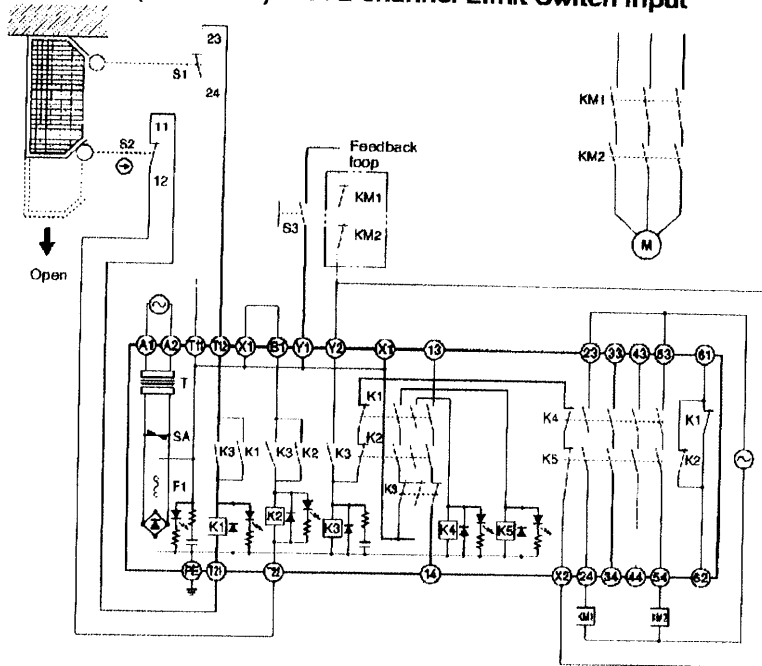 2 Channel Limit Switch Input
23
S1
24
11
S2
12
Open
Feedback
loop
KM1
KM2
S3
KM1
KM2
M
A1 A2 T11 T12 X1 B1 Y1 Y2 X1 13 23 33 43 53 61
T
SA
F1
K3 K1 K3 K2 K3
K1
K2
K3
K4
K5
K1
K2
K1 K2 K3 K4 K5
PE T21 T22 14 X2 24 34 44 54 62